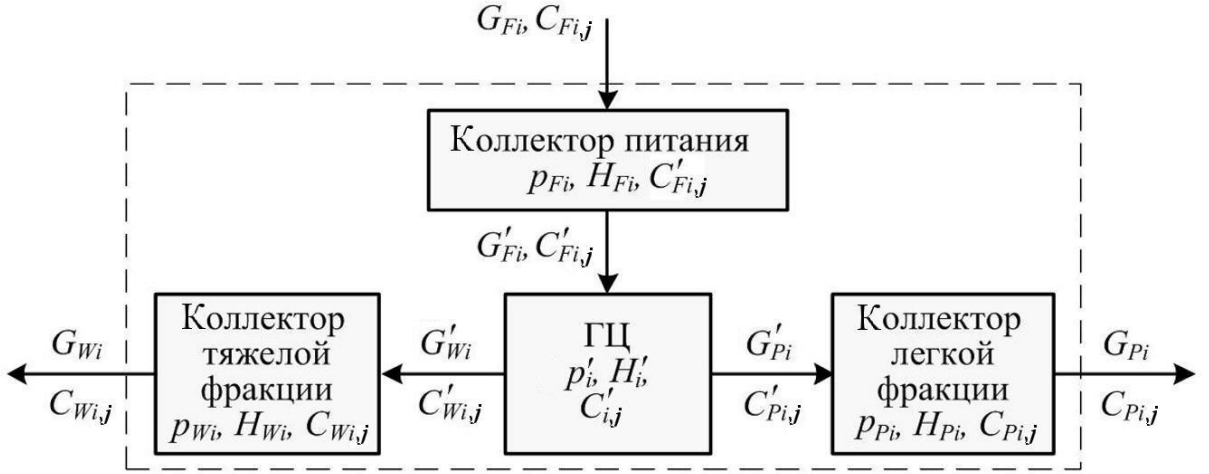 G_{Fi}, C_{Fi,j}
Коллектор питания
p_{Fi}, H_{Fi}, C'_{Fi,j}
G'_{Fi}, C'_{Fi,j}
G_{Wi}
C_{Wi,j}
Коллектор
тяжелой
фракции
p_{Wi}, H_{Wi}, C_{Wi,j}
G'_{Wi}
C'_{Wi,j}
ГЦ
p'_i, H'_i,
C'_{i,j}
G'_{Pi}
C'_{Pi,j}
Коллектор
легкой
фракции
p_{Pi}, H_{Pi}, C_{Pi,j}
G_{Pi}
C_{Pi,j}